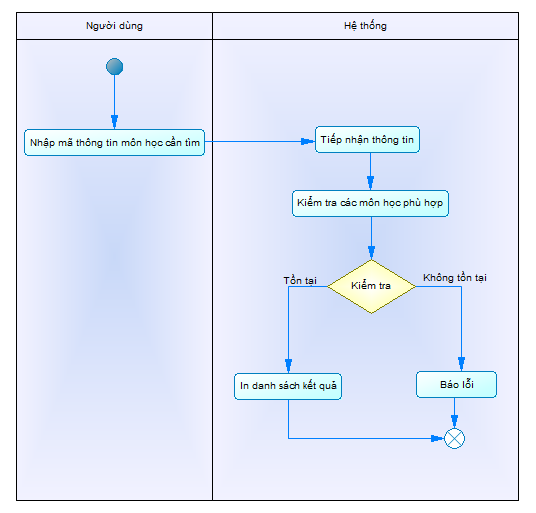 Người dùng
Hệ thống
Nhập mã thông tin môn học cần tìm
Tiếp nhận thông tin
Kiểm tra các môn học phù hợp
Kiểm tra
Tồn tại
Không tồn tại
In danh sách kết quả
Báo lỗi